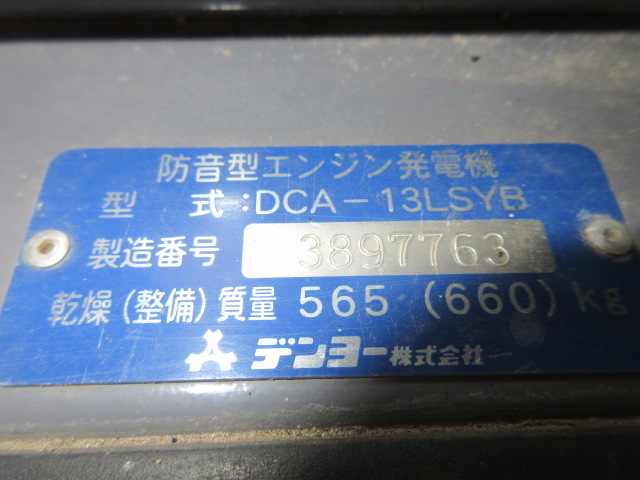 防音型エンジン発電機
型 式:DCA-13LSYB
製造番号 3897763
乾燥(整備)質量 565 (660) kg
デンヨー株式会社